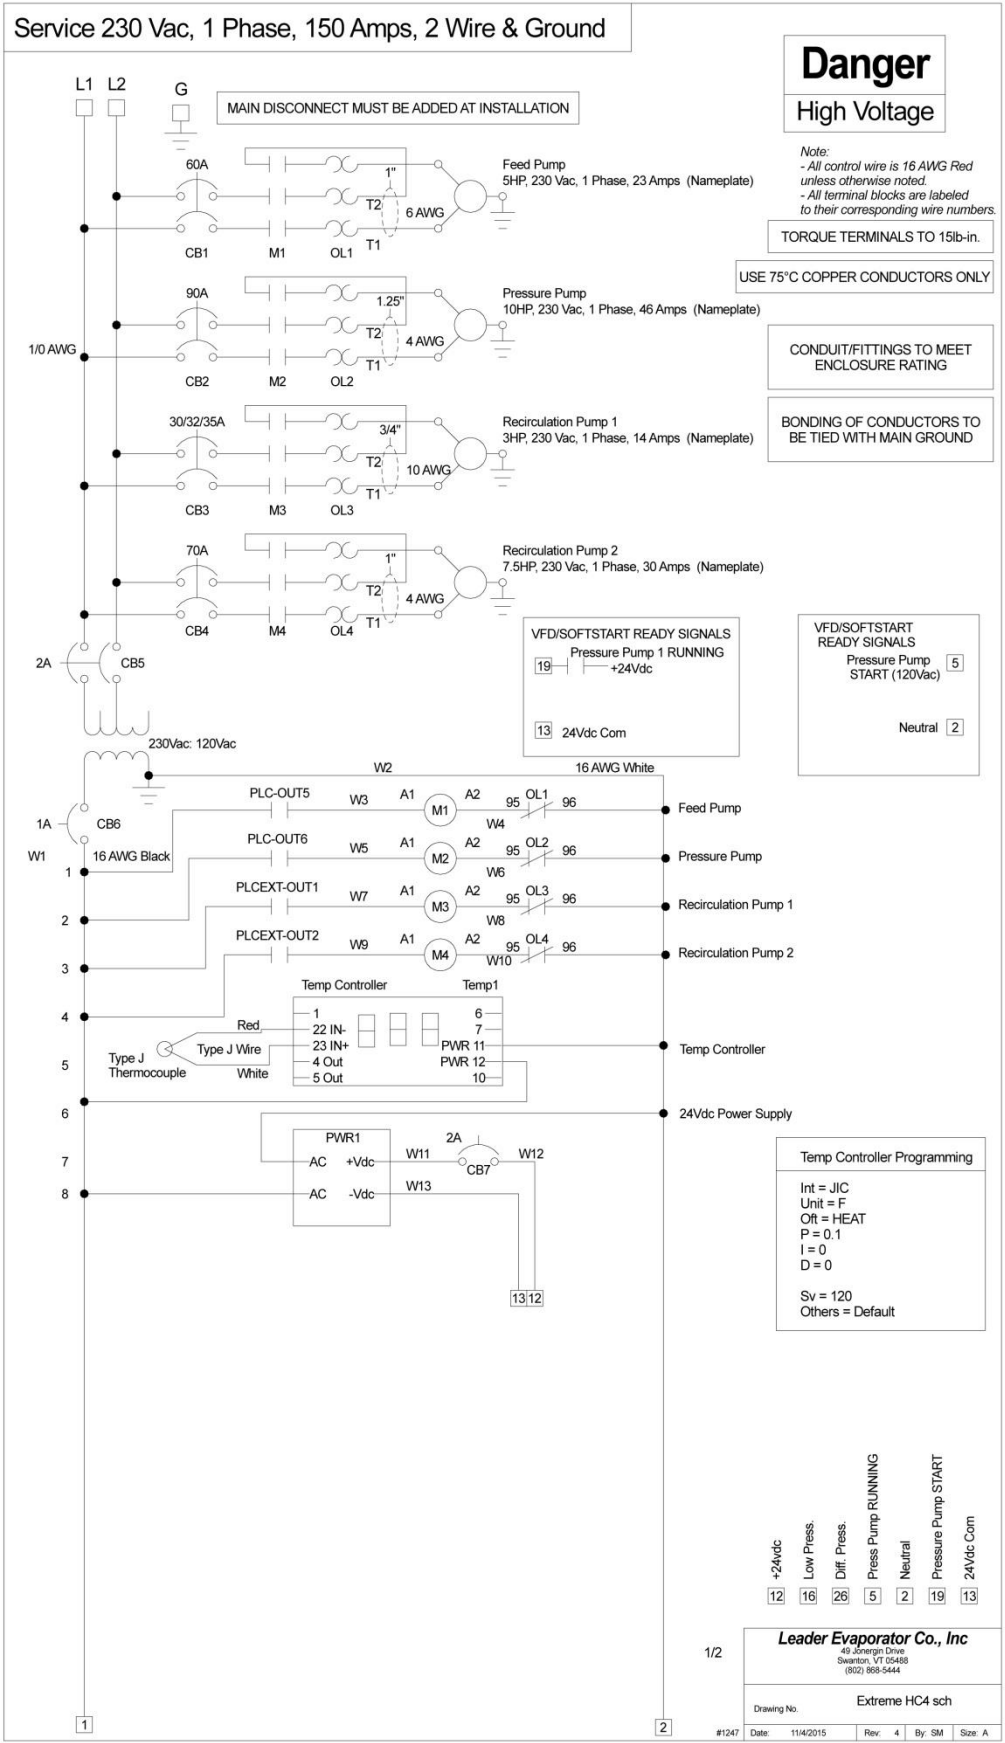 Service 230 Vac, 1 Phase, 150 Amps, 2 Wire & Ground
L1 L2 G
MAIN DISCONNECT MUST BE ADDED AT INSTALLATION
Danger
High Voltage
Note:
- All control wire is 16 AWG Red
unless otherwise noted.
- All terminal blocks are labeled
to their corresponding wire numbers.
TORQUE TERMINALS TO 15lb-in.
USE 75°C COPPER CONDUCTORS ONLY
CONDUIT/FITTINGS TO MEET
ENCLOSURE RATING
BONDING OF CONDUCTORS TO
BE TIED WITH MAIN GROUND
60A
1"
T2
6 AWG
T1
CB1 M1 OL1
Feed Pump
5HP, 230 Vac, 1 Phase, 23 Amps (Nameplate)
90A
1.25"
T2
4 AWG
T1
1/0 AWG
CB2 M2 OL2
Pressure Pump
10HP, 230 Vac, 1 Phase, 46 Amps (Nameplate)
30/32/35A
3/4"
T2
10 AWG
T1
CB3 M3 OL3
Recirculation Pump 1
3HP, 230 Vac, 1 Phase, 14 Amps (Nameplate)
70A
1"
T2
4 AWG
T1
CB4 M4 OL4
Recirculation Pump 2
7.5HP, 230 Vac, 1 Phase, 30 Amps (Nameplate)
2A CB5
VFD/SOFTSTART READY SIGNALS
Pressure Pump 1 RUNNING
19 +24Vdc
13 24Vdc Com
VFD/SOFTSTART
READY SIGNALS
Pressure Pump 5
START (120Vac)
Neutral 2
230Vac: 120Vac
W2 16 AWG White
1A CB6
W1 16 AWG Black
PLC-OUT5 W3 A1 M1 A2 W4 95 OL1 96 Feed Pump
1
PLC-OUT6 W5 A1 M2 A2 W6 95 OL2 96 Pressure Pump
2
PLCEXT-OUT1 W7 A1 M3 A2 W8 95 OL3 96 Recirculation Pump 1
3
PLCEXT-OUT2 W9 A1 M4 A2 W10 95 OL4 96 Recirculation Pump 2
4
Temp Controller Temp1
1 6
22 IN- 7
23 IN+ PWR 11
4 Out PWR 12
5 Out 10
Red
Type J Wire
White
Type J
Thermocouple
Temp Controller
5
6
24Vdc Power Supply
PWR1
7 AC +Vdc W11 2A CB7 W12
8 AC -Vdc W13
13 12
Temp Controller Programming
Int = JIC
Unit = F
Oft = HEAT
P = 0.1
I = 0
D = 0
Sv = 120
Others = Default
+24vdc
Low Press.
Diff. Press.
Press Pump RUNNING
Neutral
Pressure Pump START
24Vdc Com
12 16 26 5 2 19 13
1/2
Leader Evaporator Co., Inc
49 Jonergin Drive
Swanton, VT 05488
(802) 868-5444
Drawing No. Extreme HC4 sch
#1247 Date: 11/4/2015 Rev: 4 By: SM Size: A
1 2